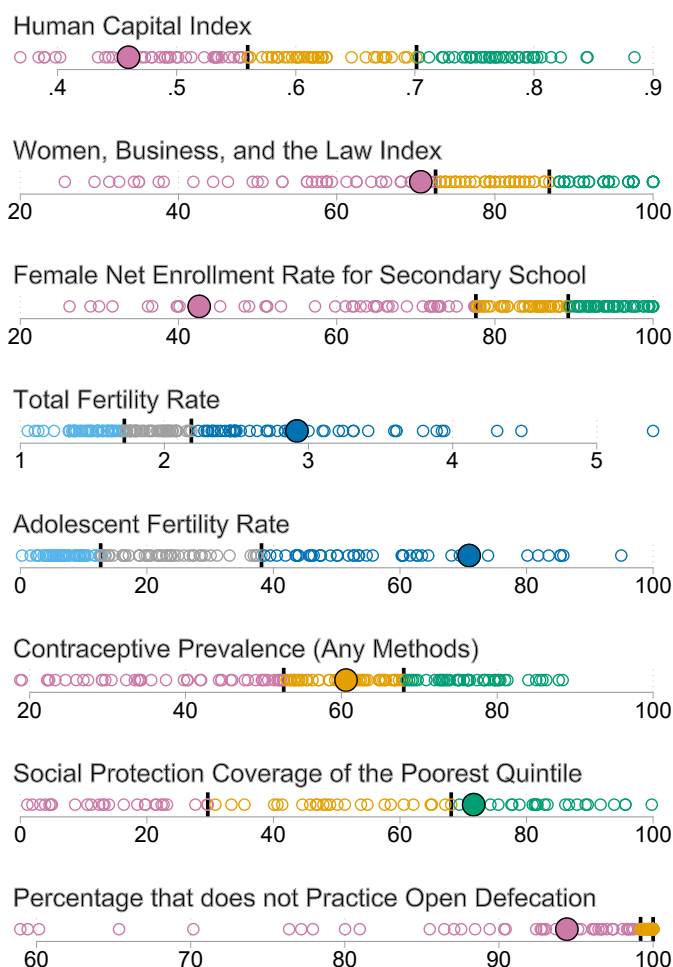 Human Capital Index
.4 .5 .6 .7 .8 .9
Women, Business, and the Law Index
20 40 60 80 100
Female Net Enrollment Rate for Secondary School
20 40 60 80 100
Total Fertility Rate
1 2 3 4 5
Adolescent Fertility Rate
0 20 40 60 80 100
Contraceptive Prevalence (Any Methods)
20 40 60 80 100
Social Protection Coverage of the Poorest Quintile
0 20 40 60 80 100
Percentage that does not Practice Open Defecation
60 70 80 90 100